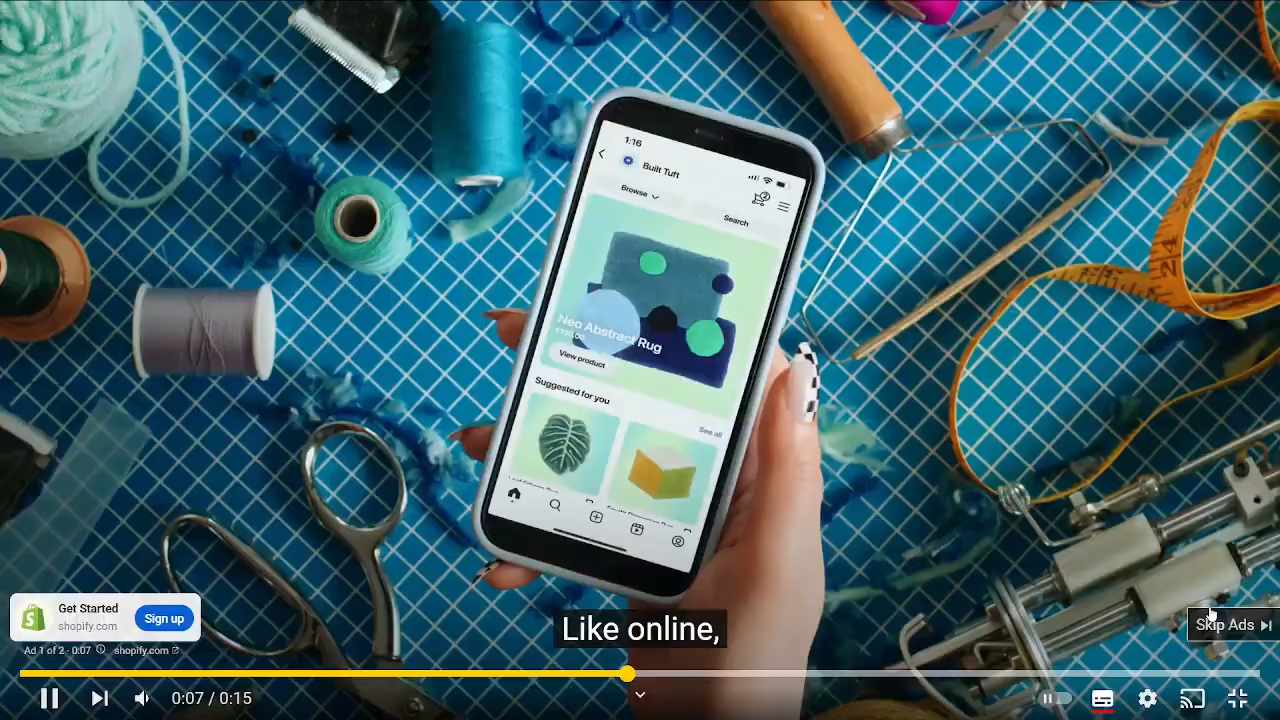 1:16
Built Tuft
2
Browse
Search
Neo Abstract Rug
View product
Suggested for you
See all
24
Like online,
Get Started
shopify.com
Sign up
Skip Ads
Ad 1 of 2 · 0:07
shopify.com
0:07 / 0:15